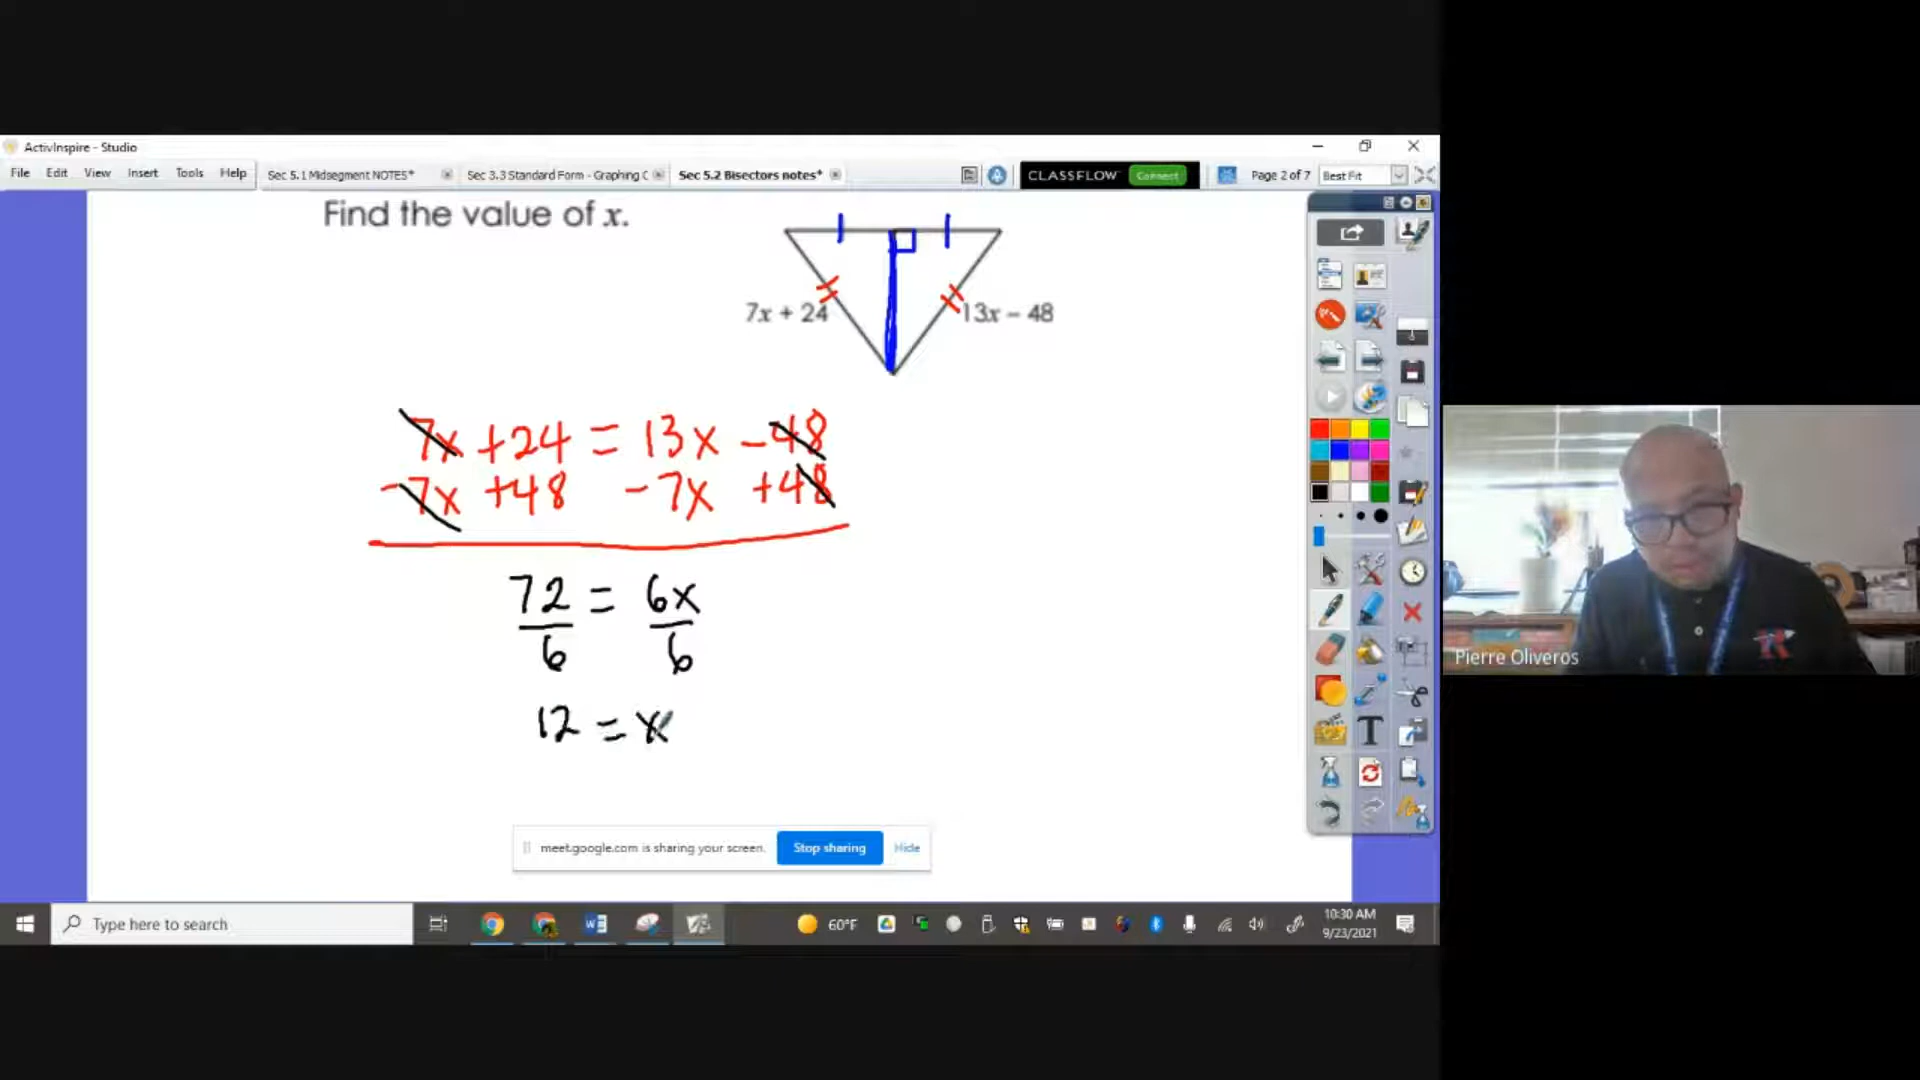 ActivInspire - Studio
File Edit View Insert Tools Help
Sec 5.1 Midsegment NOTES*
Sec 3.3 Standard Form - Graphing C
Sec 5.2 Bisectors notes*
CLASSFLOW Connect
Page 2 of 7
Best Fit
Find the value of x.
7x + 24
13x – 48
7x + 24 = 13x - 48
-7x +48 -7x +48
72 = 6x
6 6
12 = x
T
Pierre Oliveros
meet.google.com is sharing your screen.
Stop sharing
Hide
Type here to search
60°F
10:30 AM
9/23/2021